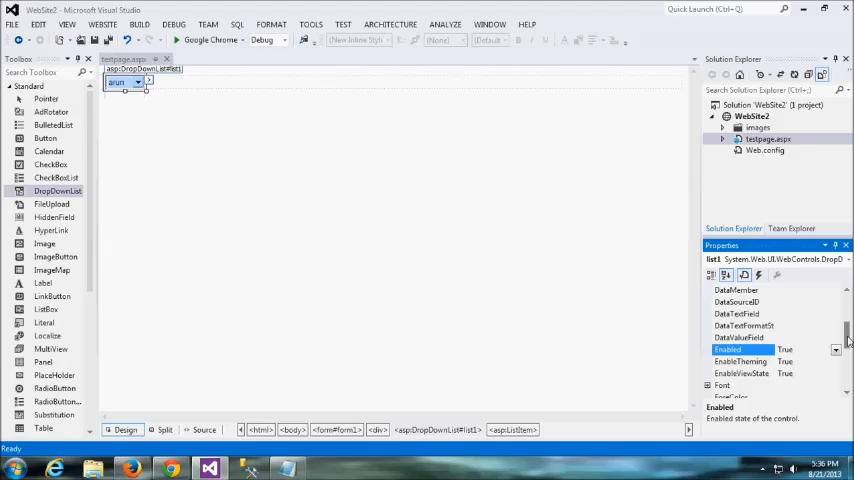 WebSite2 - Microsoft Visual Studio
Quick Launch (Ctrl+Q)
FILE EDIT VIEW WEBSITE BUILD DEBUG TEAM SQL FORMAT TOOLS TEST ARCHITECTURE ANALYZE WINDOW HELP
Google Chrome Debug (New Inline Style (None) (Default)
Toolbox
Search Toolbox
Standard
Pointer
AdRotator
BulletedList
Button
Calendar
CheckBox
CheckBoxList
DropDownList
FileUpload
HiddenField
HyperLink
Image
ImageButton
ImageMap
Label
LinkButton
ListBox
Literal
Localize
MultiView
Panel
PlaceHolder
RadioButton
RadioButton...
Substitution
Table
testpage.aspx
asp:DropDownList#list1
arun
Design Split Source <html> <body> <form#form1> <div> <asp:DropDownList#list1> <asp:ListItem>
Solution Explorer
Search Solution Explorer (Ctrl+;)
Solution 'WebSite2' (1 project)
WebSite2
images
testpage.aspx
Web.config
Solution Explorer Team Explorer
Properties
list1 System.Web.UI.WebControls.DropD
DataMember
DataSourceID
DataTextField
DataTextFormatSt
DataValueField
Enabled True
EnableTheming True
EnableViewState True
Font
ForeColor
Enabled
Enabled state of the control.
Ready
5:36 PM
8/21/2013